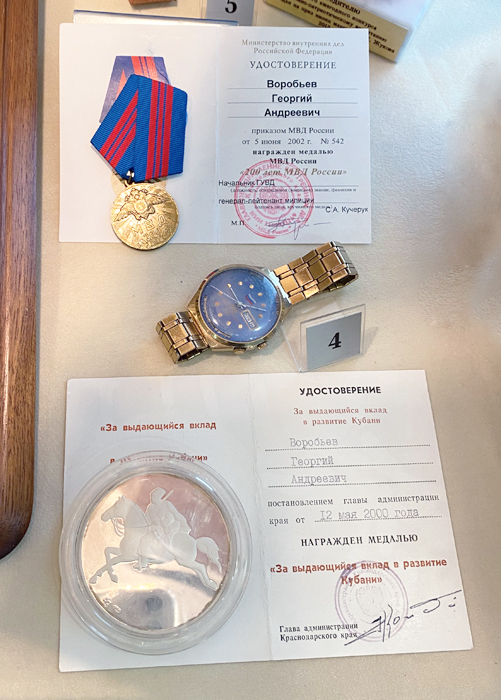 5
Министерство внутренних дел
Российской Федерации
УДОСТОВЕРЕНИЕ
Воробьев
Георгий
Андреевич
приказом МВД России
от 5 июня 2002 г. № 542
награжден медалью
МВД России
«200 лет МВД России»
Начальник ГУВД
генерал-лейтенант милиции
С.А. Кучерук
М.П.
4
УДОСТОВЕРЕНИЕ
За выдающийся вклад
в развитие Кубани
Воробьев
Георгий
Андреевич
постановлением главы администрации
края от 12 мая 2000 года
НАГРАЖДЕН МЕДАЛЬЮ
«За выдающийся вклад в развитие
Кубани»
Глава администрации
Краснодарского края
«За выдающийся вклад